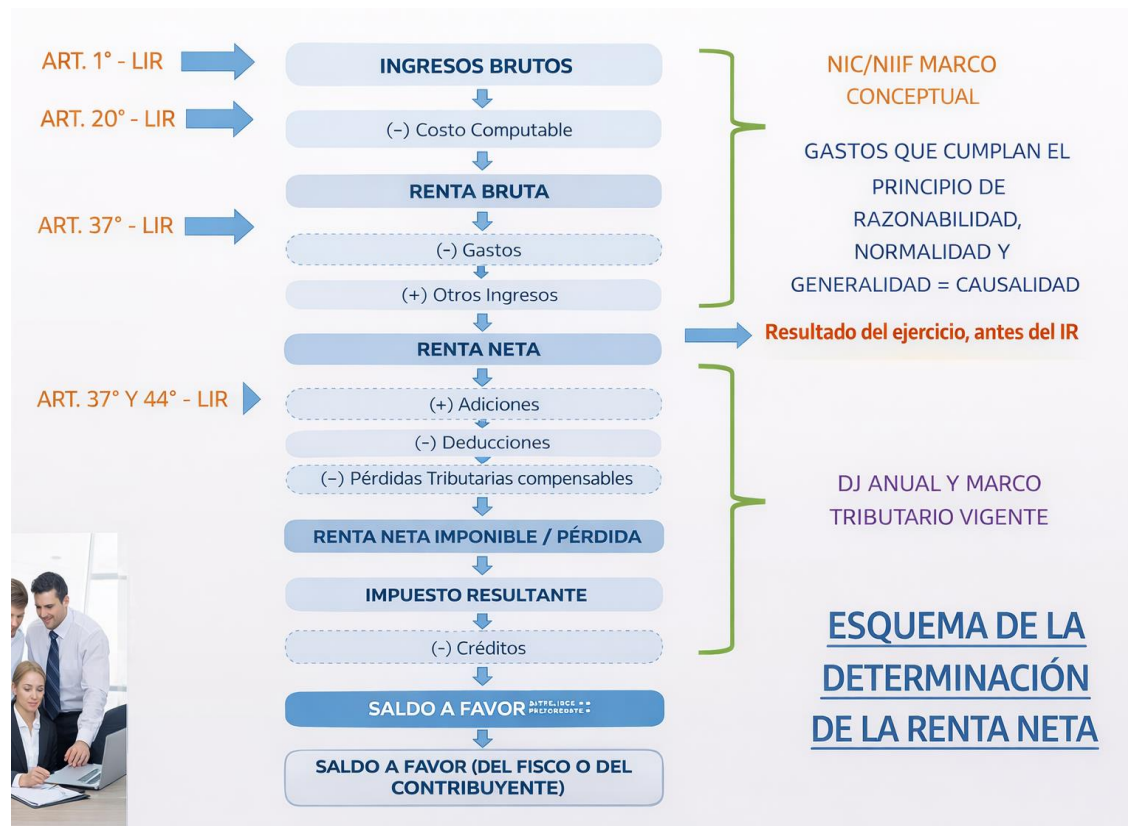 ART. 1° - LIR
INGRESOS BRUTOS
ART. 20° - LIR
(−) Costo Computable
RENTA BRUTA
ART. 37° - LIR
(−) Gastos
(+) Otros Ingresos
RENTA NETA
ART. 37° Y 44° - LIR
(+) Adiciones
(−) Deducciones
(−) Pérdidas Tributarias compensables
RENTA NETA IMPONIBLE / PÉRDIDA
IMPUESTO RESULTANTE
(-) Créditos
SALDO A FAVOR
SALDO A FAVOR (DEL FISCO O DEL
CONTRIBUYENTE)
NIC/NIIF MARCO
CONCEPTUAL
GASTOS QUE CUMPLAN EL
PRINCIPIO DE
RAZONABILIDAD,
NORMALIDAD Y
GENERALIDAD = CAUSALIDAD
Resultado del ejercicio, antes del IR
DJ ANUAL Y MARCO
TRIBUTARIO VIGENTE
ESQUEMA DE LA
DETERMINACIÓN
DE LA RENTA NETA